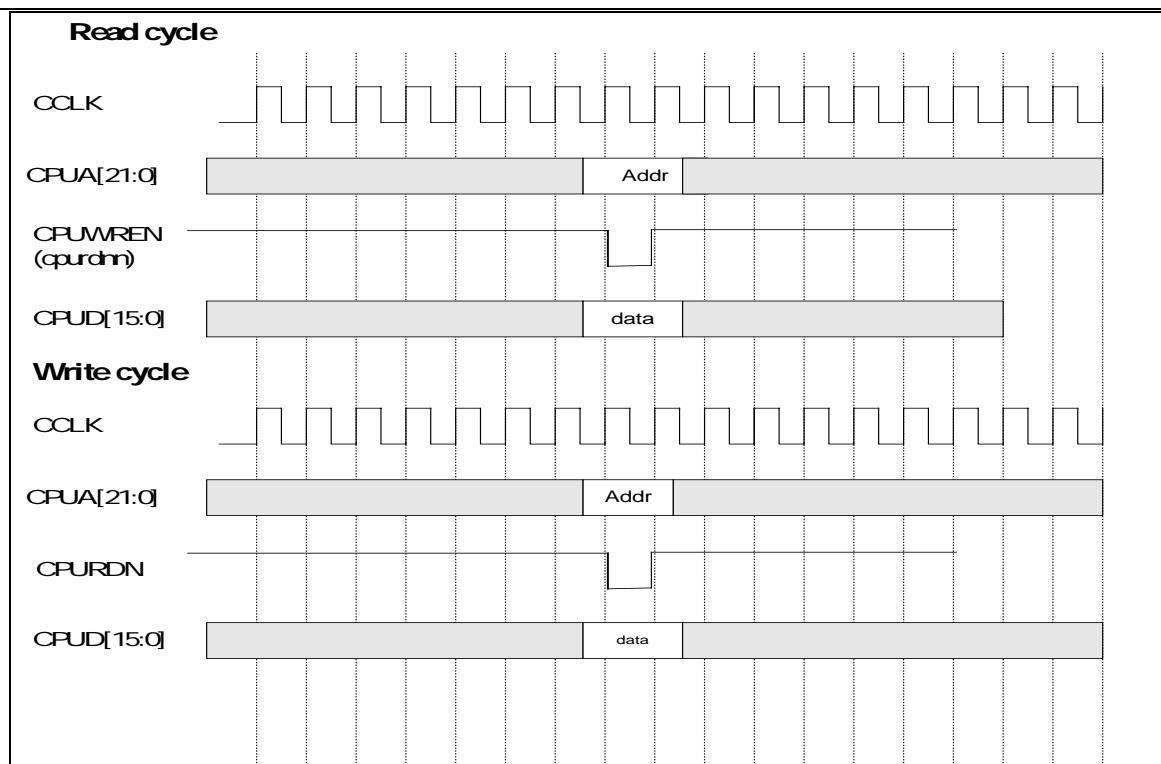 Read cycle
CCLK
CPUA[21:0]
Addr
CPUWREN
(cpurdnn)
CPUD[15:0]
data
Write cycle
CCLK
CPUA[21:0]
Addr
CPURDN
CPUD[15:0]
data